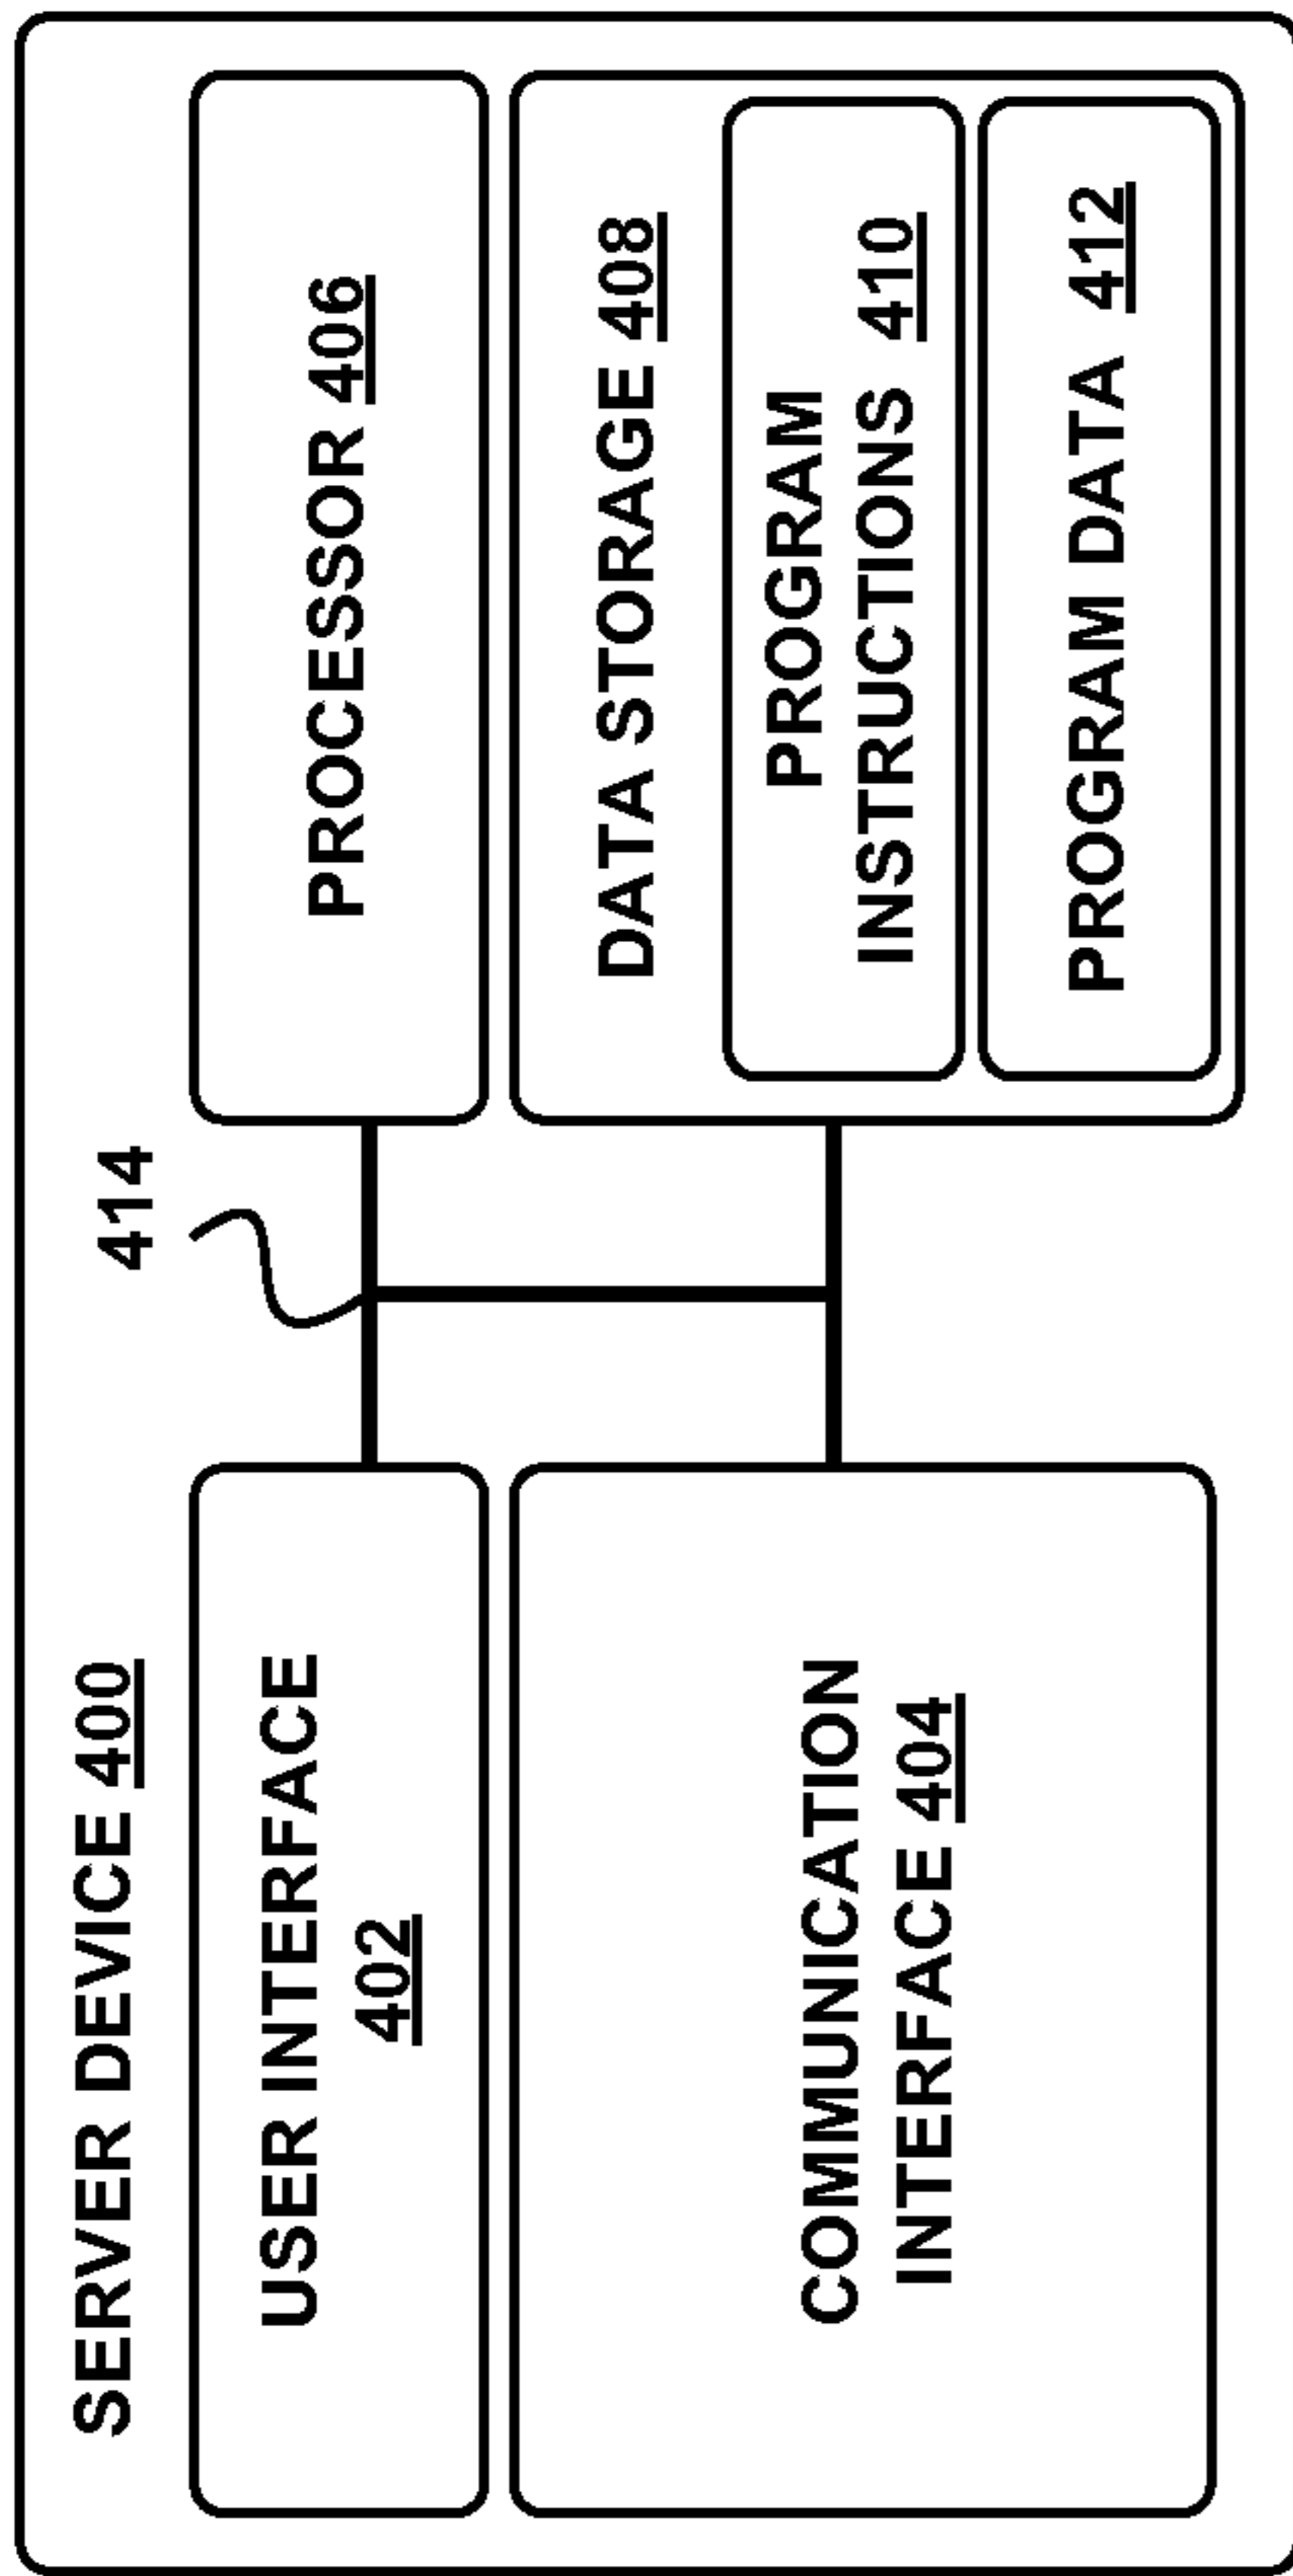 SERVER DEVICE 400
USER INTERFACE
402
COMMUNICATION
INTERFACE 404
414
PROCESSOR 406
DATA STORAGE 408
PROGRAM
INSTRUCTIONS 410
PROGRAM DATA 412